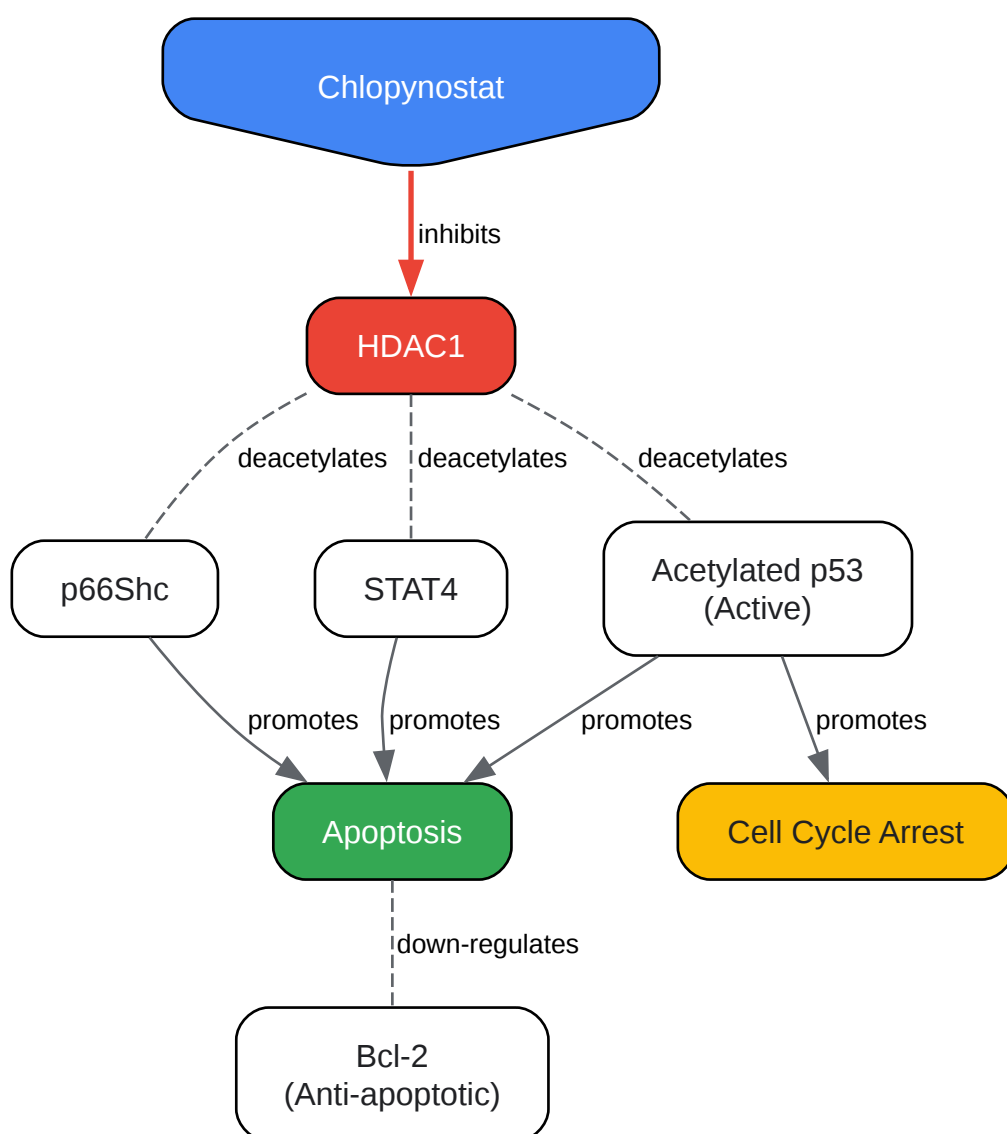 Chlopynostat
inhibits
HDAC1
deacetylates
deacetylates
deacetylates
p66Shc
STAT4
Acetylated p53
(Active)
promotes
promotes
promotes
promotes
Apoptosis
Cell Cycle Arrest
down-regulates
Bcl-2
(Anti-apoptotic)